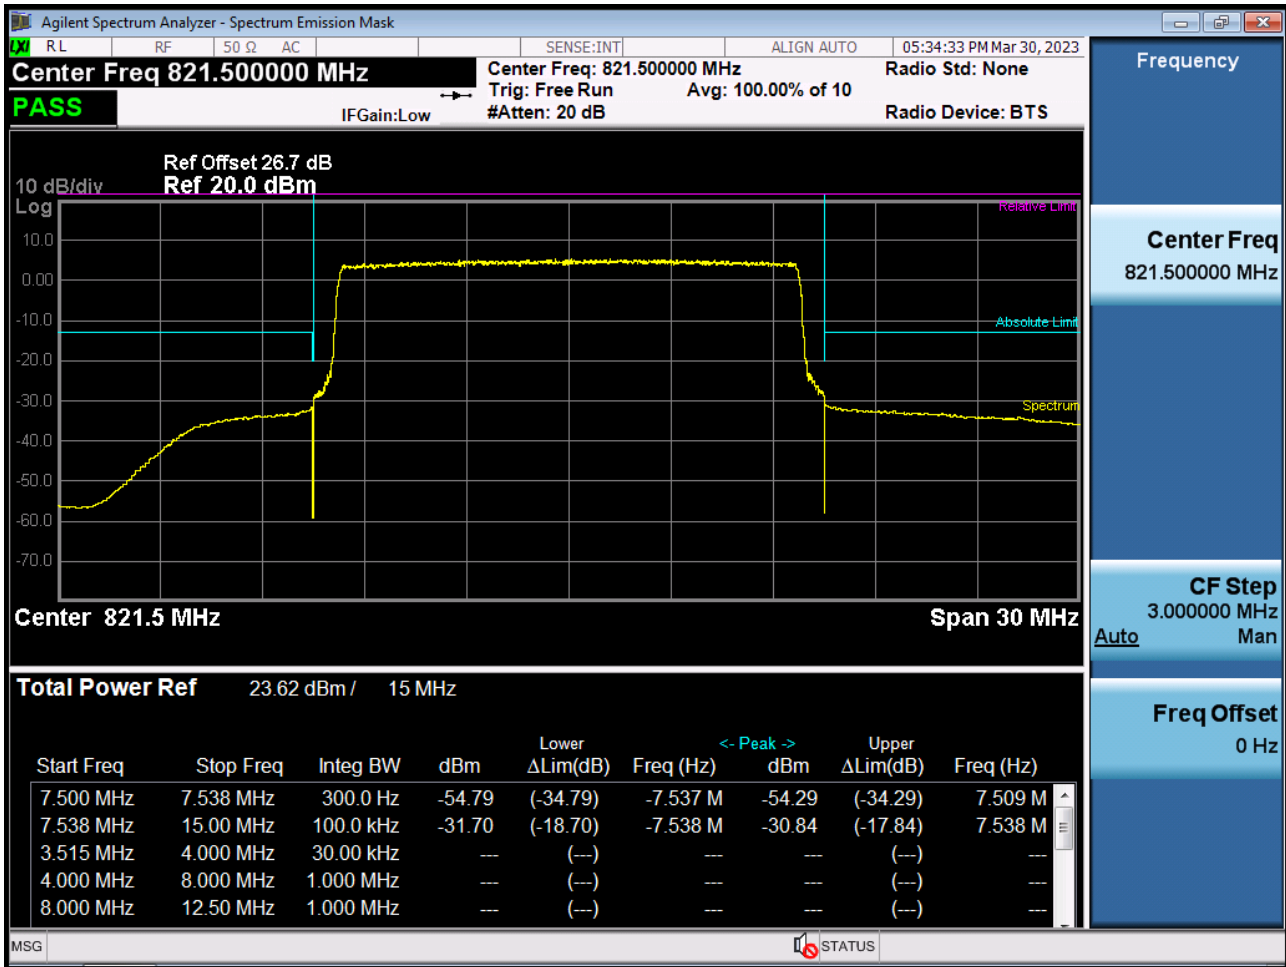 Agilent Spectrum Analyzer - Spectrum Emission Mask
LXI RL RF 50 Ω AC SENSE:INT ALIGN AUTO 05:34:33 PM Mar 30, 2023
Center Freq 821.500000 MHz
Center Freq: 821.500000 MHz Radio Std: None
Trig: Free Run Avg: 100.00% of 10
PASS IFGain:Low #Atten: 20 dB Radio Device: BTS
Ref Offset 26.7 dB
10 dB/div Ref 20.0 dBm
Log
Relative Limit
10.0
0.00
-10.0
Absolute Limit
-20.0
-30.0
Spectrum
-40.0
-50.0
-60.0
-70.0
Center 821.5 MHz Span 30 MHz
Total Power Ref 23.62 dBm / 15 MHz
Lower <- Peak -> Upper
Start Freq Stop Freq Integ BW dBm ΔLim(dB) Freq (Hz) dBm ΔLim(dB) Freq (Hz)
7.500 MHz 7.538 MHz 300.0 Hz -54.79 (-34.79) -7.537 M -54.29 (-34.29) 7.509 M
7.538 MHz 15.00 MHz 100.0 kHz -31.70 (-18.70) -7.538 M -30.84 (-17.84) 7.538 M
3.515 MHz 4.000 MHz 30.00 kHz --- (---) --- --- (---) ---
4.000 MHz 8.000 MHz 1.000 MHz --- (---) --- --- (---) ---
8.000 MHz 12.50 MHz 1.000 MHz --- (---) --- --- (---) ---
MSG STATUS
Frequency
Center Freq
821.500000 MHz
CF Step
3.000000 MHz
Auto Man
Freq Offset
0 Hz